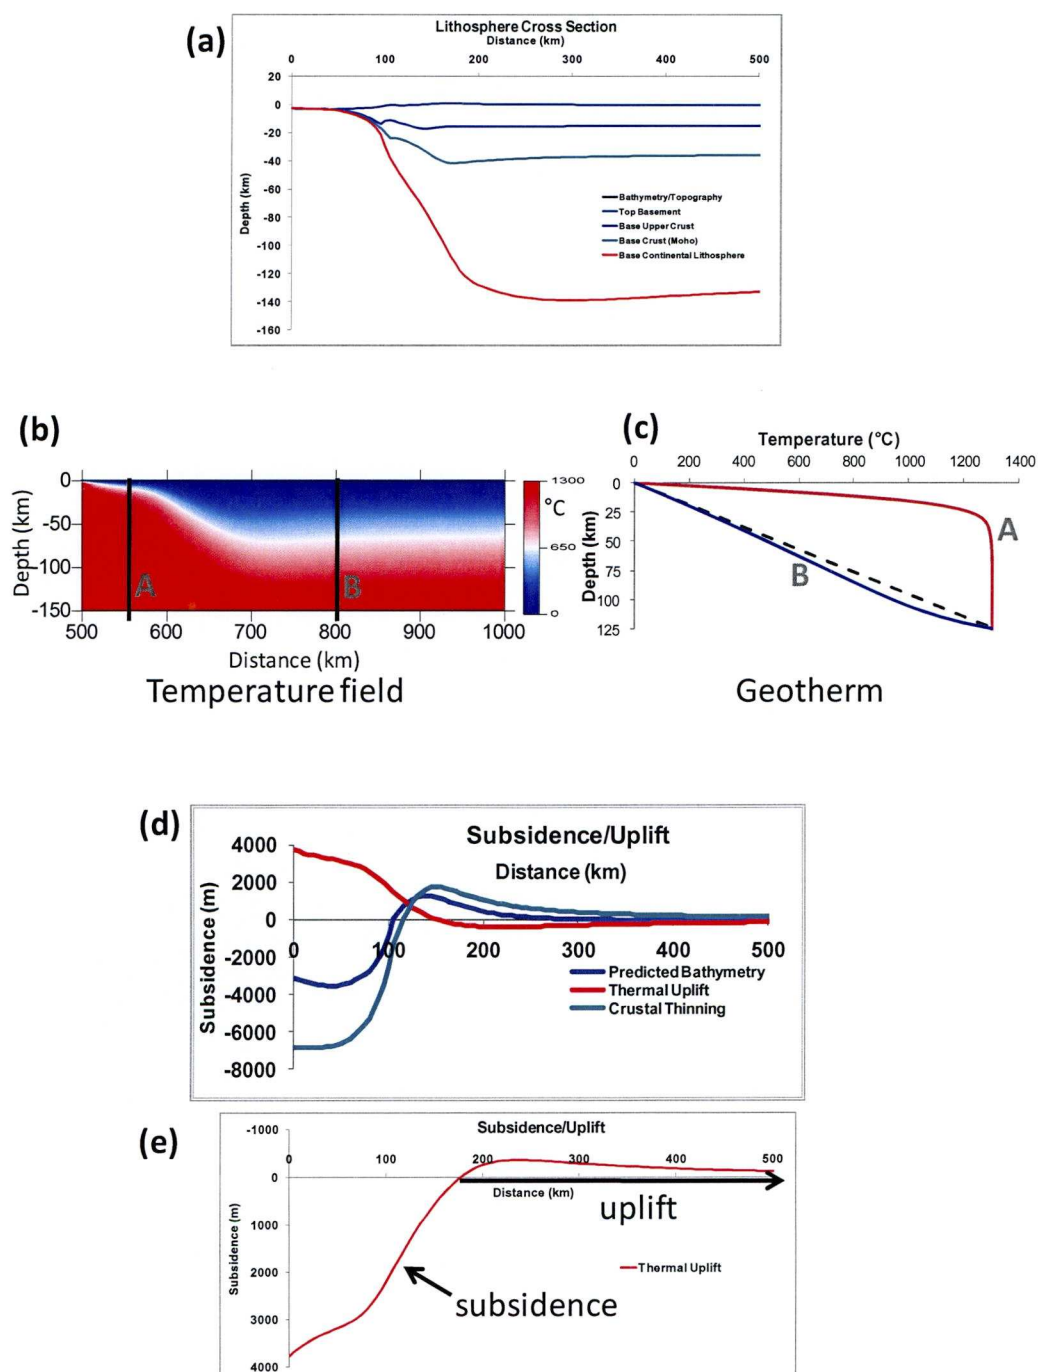 (a)
Lithosphere Cross Section
Distance (km)
0 100 200 300 400 500
20
0
-20
-40
-60
-80
-100
-120
-140
-160
Depth (km)
Bathymetry/Topography
Top Basement
Base Upper Crust
Base Crust (Moho)
Base Continental Lithosphere
(b)
0
-50
-100
-150
Depth (km)
A B
500 600 700 800 900 1000
Distance (km)
1300
°C
650
0
Temperature field
(c)
Temperature (°C)
0 200 400 600 800 1000 1200 1400
0
25
50
75
100
125
Depth (km)
A
B
Geotherm
(d)
Subsidence/Uplift
Distance (km)
4000
2000
0
-2000
-4000
-6000
-8000
Subsidence (m)
0 100 200 300 400 500
Predicted Bathymetry
Thermal Uplift
Crustal Thinning
(e)
Subsidence/Uplift
-1000
0
1000
2000
3000
4000
Subsidence (m)
0 100 200 300 400 500
Distance (km)
uplift
Thermal Uplift
subsidence